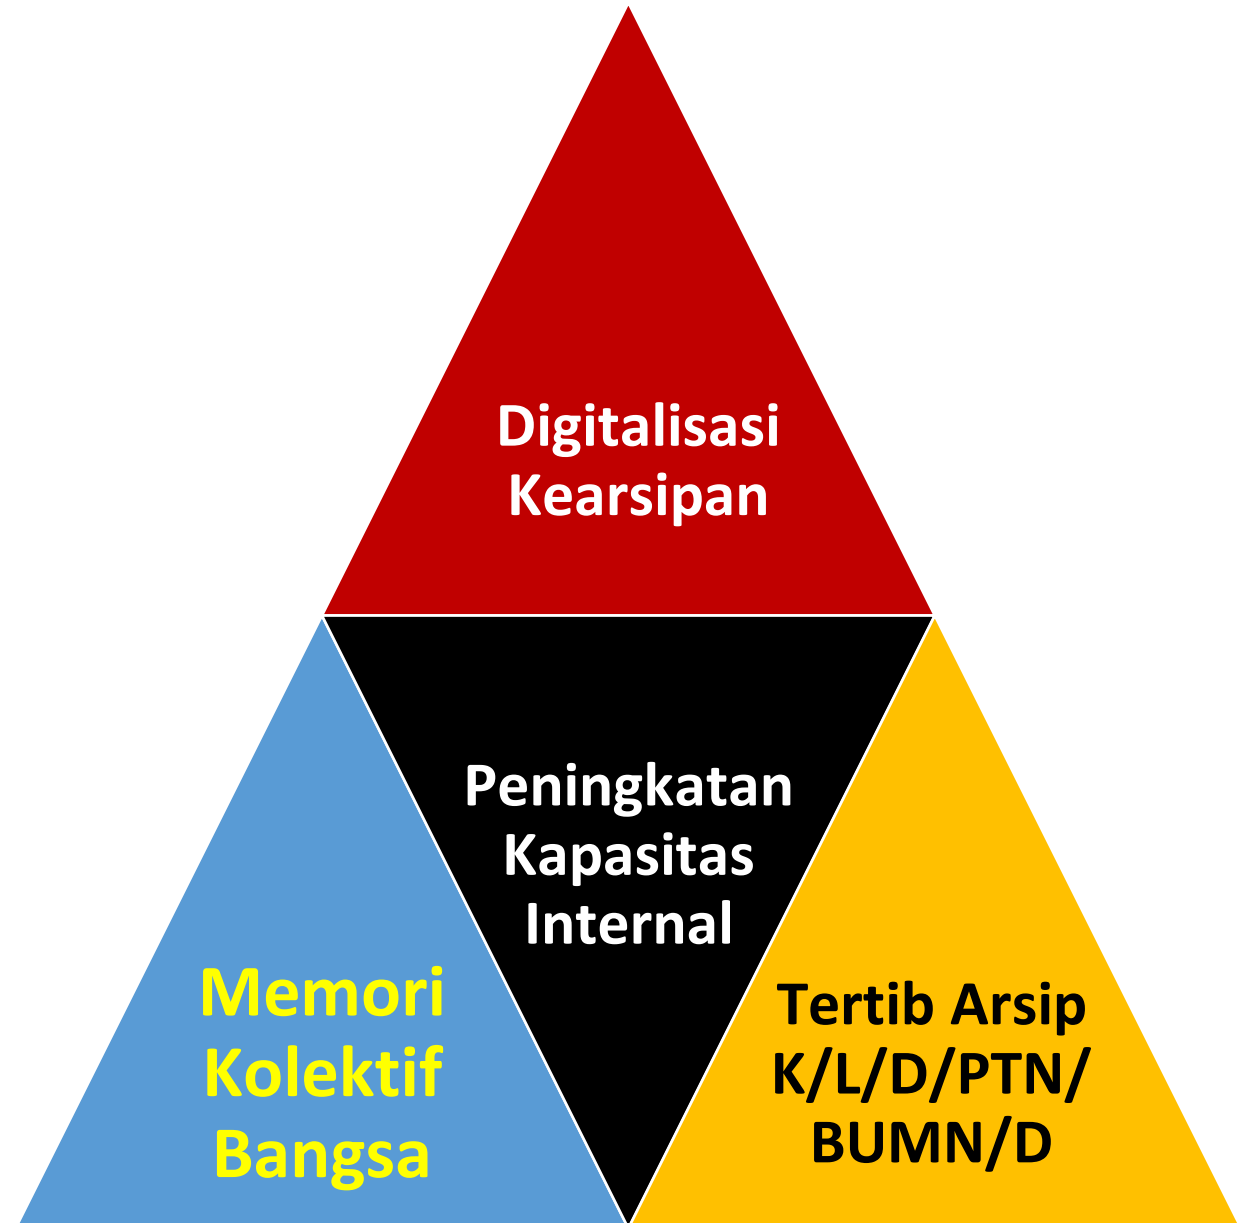 Digitalisasi
Kearsipan
Peningkatan
Kapasitas
Internal
Memori
Kolektif
Bangsa
Tertib Arsip
K/L/D/PTN/
BUMN/D